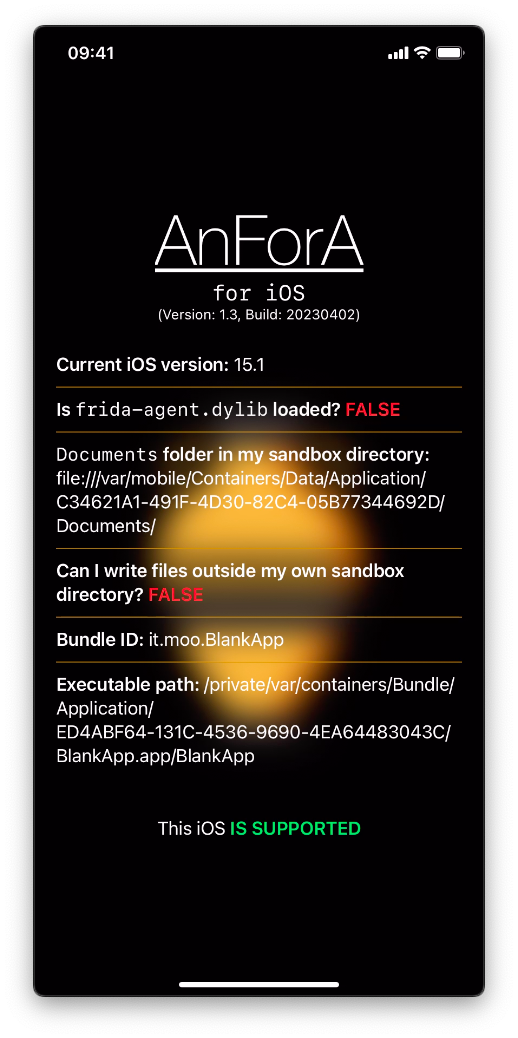 09:41
AnForA
for iOS
(Version: 1.3, Build: 20230402)
Current iOS version: 15.1
Is frida-agent.dylib loaded? FALSE
Documents folder in my sandbox directory:
file:///var/mobile/Containers/Data/Application/
C34621A1-491F-4D30-82C4-05B77344692D/
Documents/
Can I write files outside my own sandbox
directory? FALSE
Bundle ID: it.moo.BlankApp
Executable path: /private/var/containers/Bundle/
Application/
ED4ABF64-131C-4536-9690-4EA64483043C/
BlankApp.app/BlankApp
This iOS IS SUPPORTED